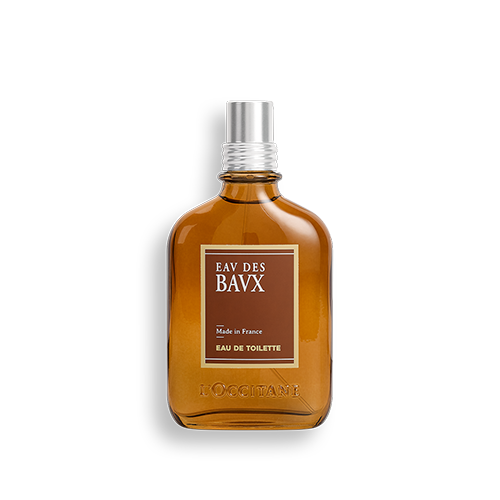 EAV DES
BAVX
Made in France
EAU DE TOILETTE
L'OCCITANE